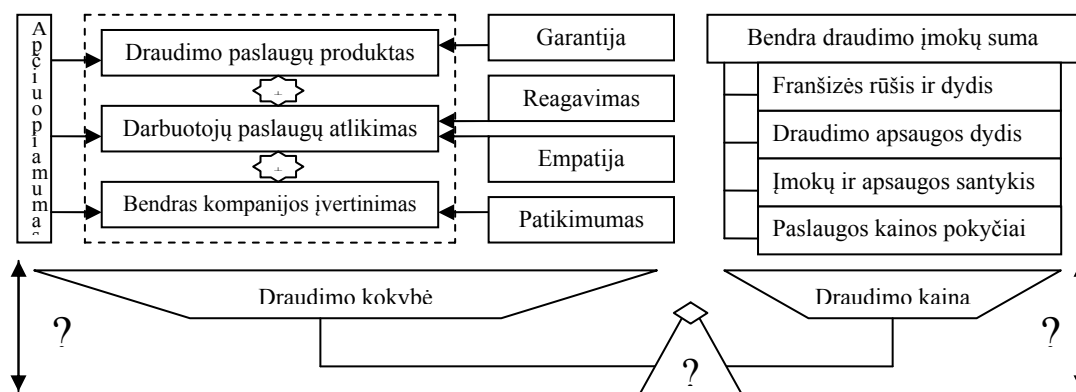 Apčiuopiamumas
Draudimo paslaugų produktas
+
Darbuotojų paslaugų atlikimas
+
Bendras kompanijos įvertinimas
Garantija
Reagavimas
Empatija
Patikimumas
Bendra draudimo įmokų suma
Franšizės rūšis ir dydis
Draudimo apsaugos dydis
Įmokų ir apsaugos santykis
Paslaugos kainos pokyčiai
?
Draudimo kokybė
?
Draudimo kaina
?